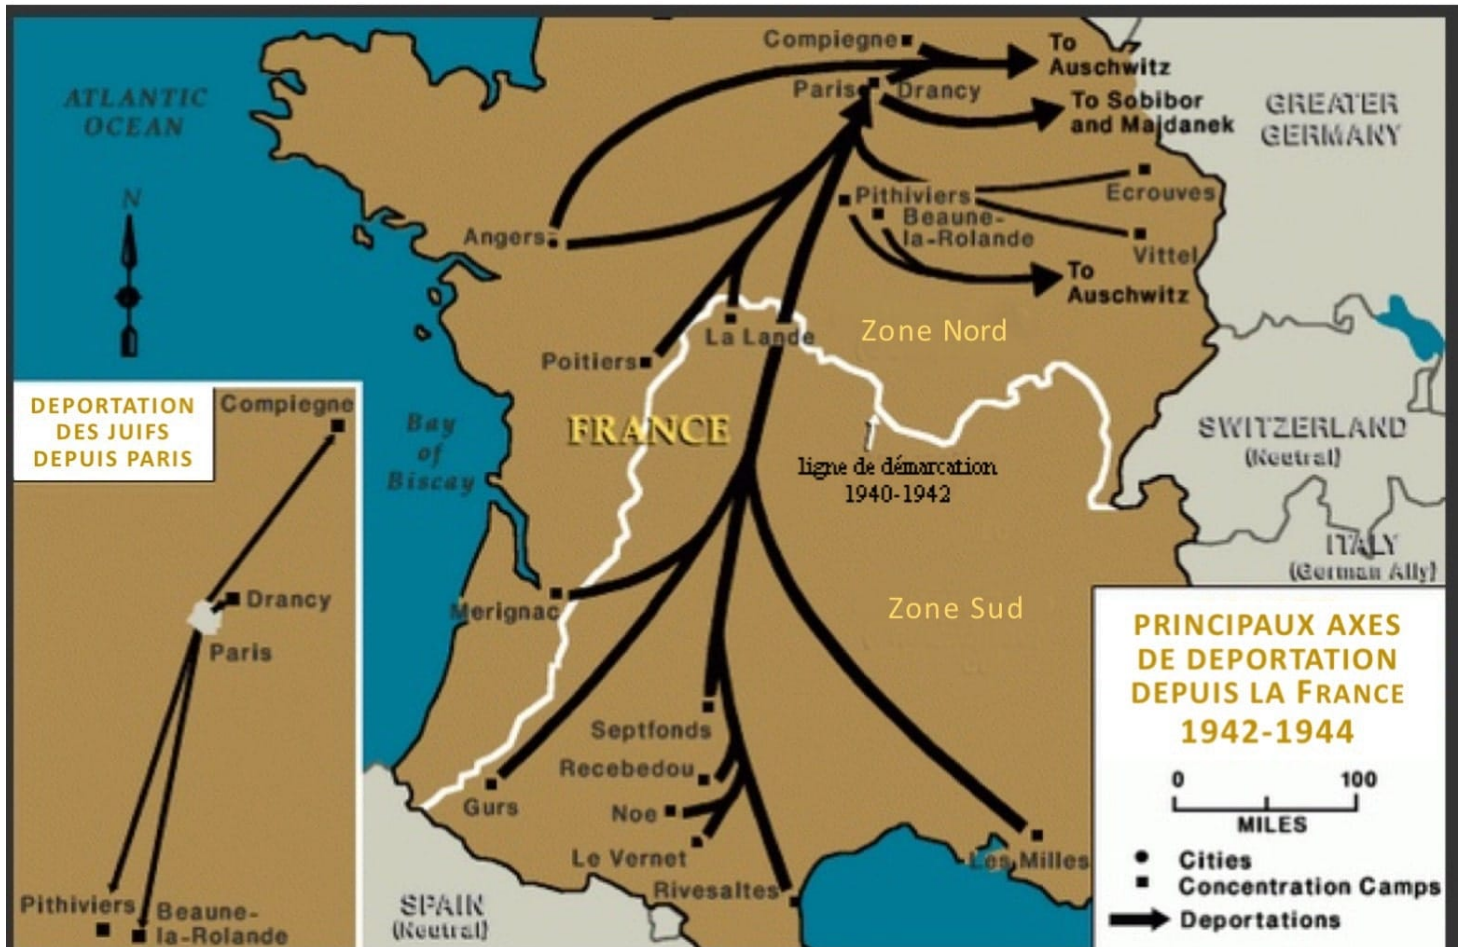 ATLANTIC
OCEAN
N
Compiegne
To
Auschwitz
Paris
Drancy
To Sobibor
and Majdanek
GREATER
GERMANY
Pithiviers
Ecrouves
Beaune-
la-Rolande
Vittel
Angers
To
Auschwitz
La Lande
Zone Nord
Poitiers
FRANCE
Bay
of
Biscay
ligne de démarcation
1940-1942
SWITZERLAND
(Neutral)
ITALY
(German Ally)
Merignac
Zone Sud
Septfonds
Recebedou
Gurs
Noe
Le Vernet
Rivesaltes
Les Milles
SPAIN
(Neutral)
DEPORTATION
DES JUIFS
DEPUIS PARIS
Compiegne
Drancy
Paris
Pithiviers
Beaune-
la-Rolande
PRINCIPAUX AXES
DE DEPORTATION
DEPUIS LA FRANCE
1942-1944
0 100
MILES
Cities
Concentration Camps
Deportations